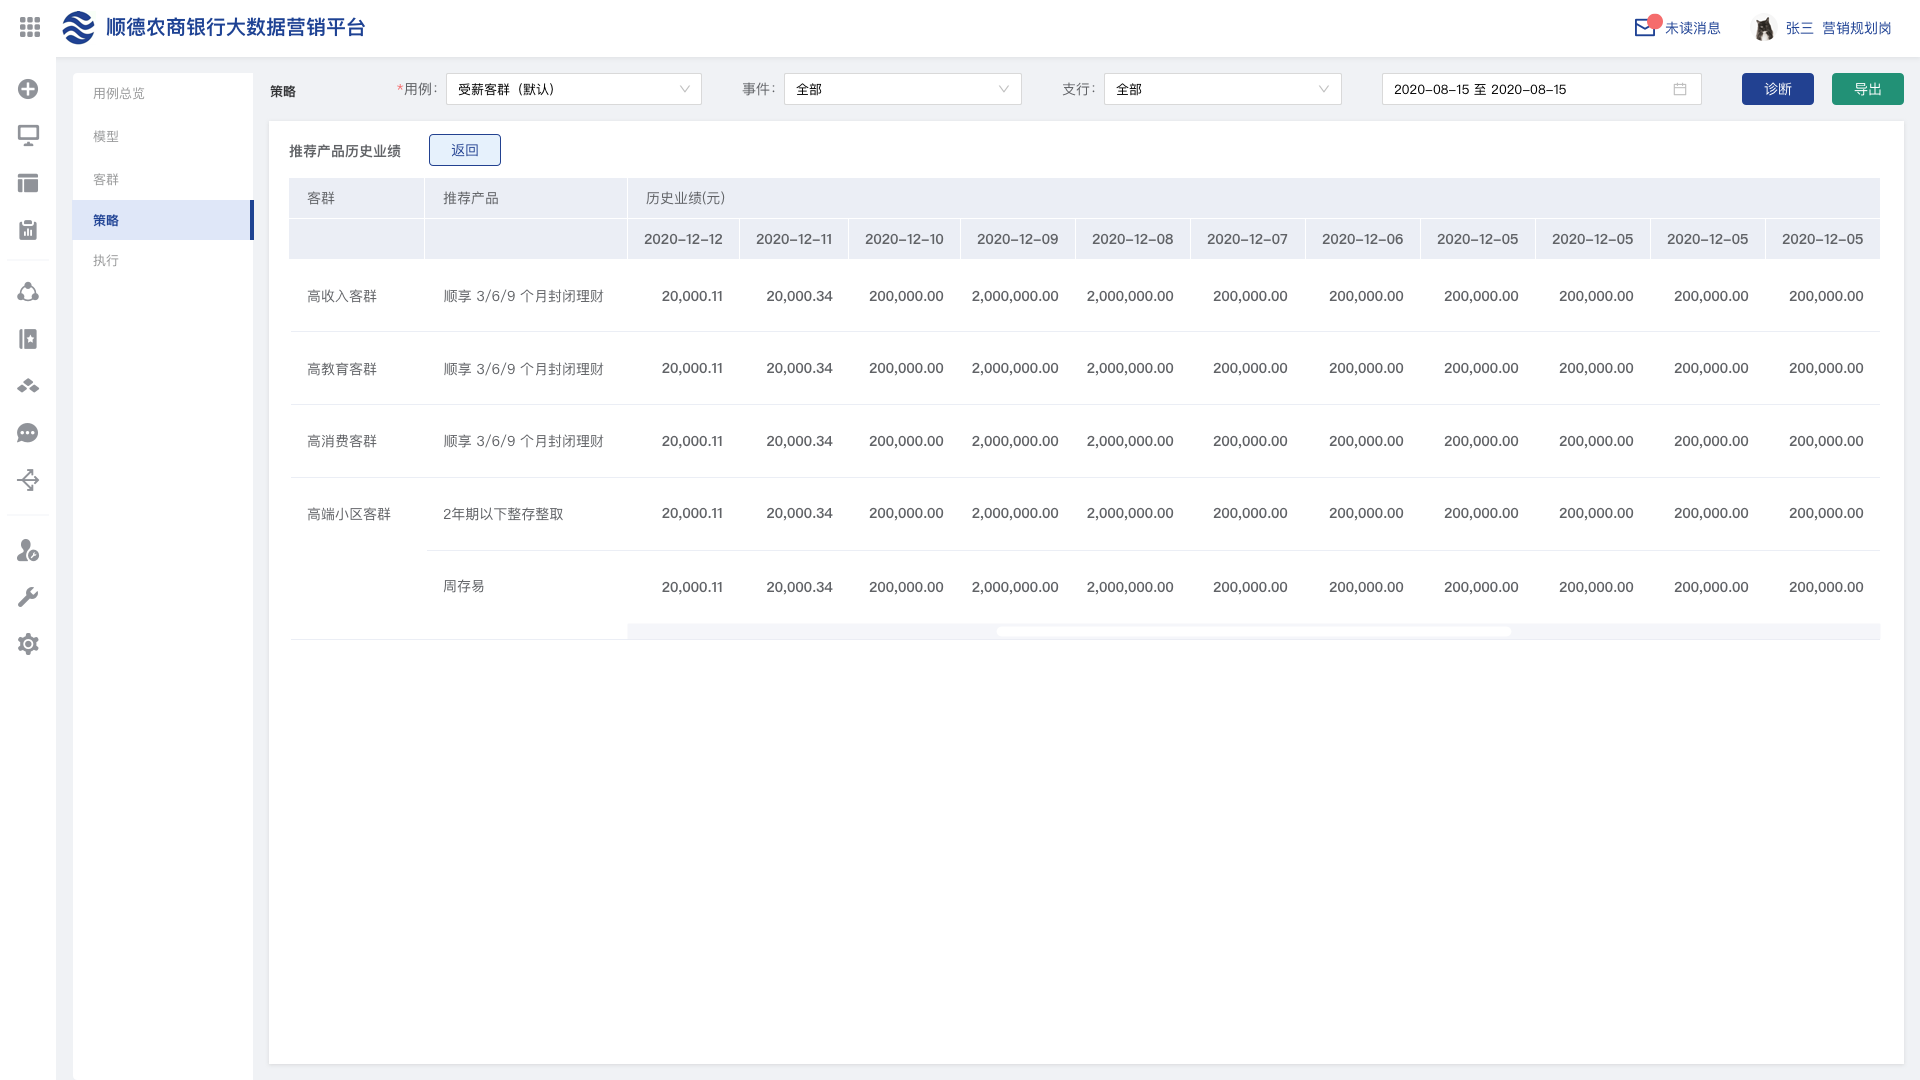 顺德农商银行大数据营销平台
未读消息
张三 营销规划岗
用例总览
模型
客群
策略
执行
策略
*用例:
受薪客群（默认）
事件:
全部
支行:
全部
2020-08-15 至 2020-08-15
诊断
导出
推荐产品历史业绩
返回
客群 推荐产品 历史业绩(元)
2020-12-12 2020-12-11 2020-12-10 2020-12-09 2020-12-08 2020-12-07 2020-12-06 2020-12-05 2020-12-05 2020-12-05 2020-12-05
高收入客群 顺享 3/6/9 个月封闭理财 20,000.11 20,000.34 200,000.00 2,000,000.00 2,000,000.00 200,000.00 200,000.00 200,000.00 200,000.00 200,000.00 200,000.00
高教育客群 顺享 3/6/9 个月封闭理财 20,000.11 20,000.34 200,000.00 2,000,000.00 2,000,000.00 200,000.00 200,000.00 200,000.00 200,000.00 200,000.00 200,000.00
高消费客群 顺享 3/6/9 个月封闭理财 20,000.11 20,000.34 200,000.00 2,000,000.00 2,000,000.00 200,000.00 200,000.00 200,000.00 200,000.00 200,000.00 200,000.00
高端小区客群 2年期以下整存整取 20,000.11 20,000.34 200,000.00 2,000,000.00 2,000,000.00 200,000.00 200,000.00 200,000.00 200,000.00 200,000.00 200,000.00
周存易 20,000.11 20,000.34 200,000.00 2,000,000.00 2,000,000.00 200,000.00 200,000.00 200,000.00 200,000.00 200,000.00 200,000.00